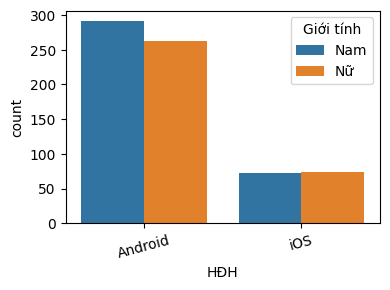 300
250
200
150
100
50
0
count
Giới tính
Nam
Nữ
Android
iOS
HĐH